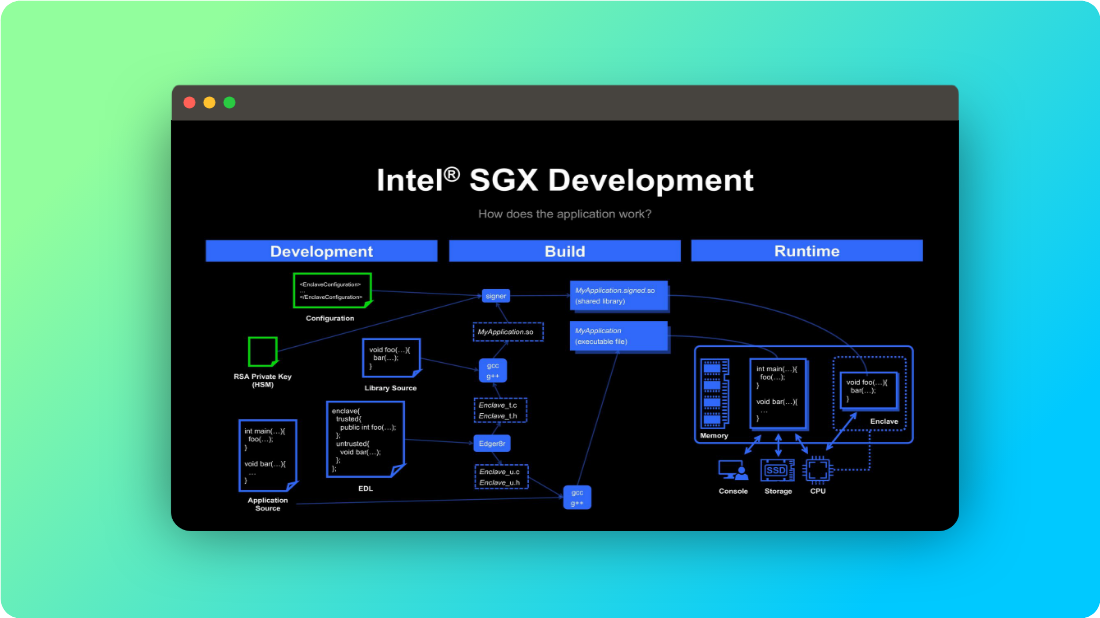 Intel® SGX Development
How does the application work?
Development
Build
Runtime
<EnclaveConfiguration>
...
</EnclaveConfiguration>
Configuration
RSA Private Key
(HSM)
void foo(...){
bar(...);
}
Library Source
int main(...){
foo(...);
}
void bar(...){
...
}
Application
Source
enclave{
trusted{
public int foo(...);
};
untrusted{
void bar(...);
};
};
EDL
signer
MyApplication.so
gcc
g++
Enclave_t.c
Enclave_t.h
Edger8r
Enclave_u.c
Enclave_u.h
gcc
g++
MyApplication.signed.so
(shared library)
MyApplication
(executable file)
Memory
int main(...){
foo(...);
}
void bar(...){
...
}
void foo(...){
bar(...);
}
Enclave
Console
SSD
Storage
CPU